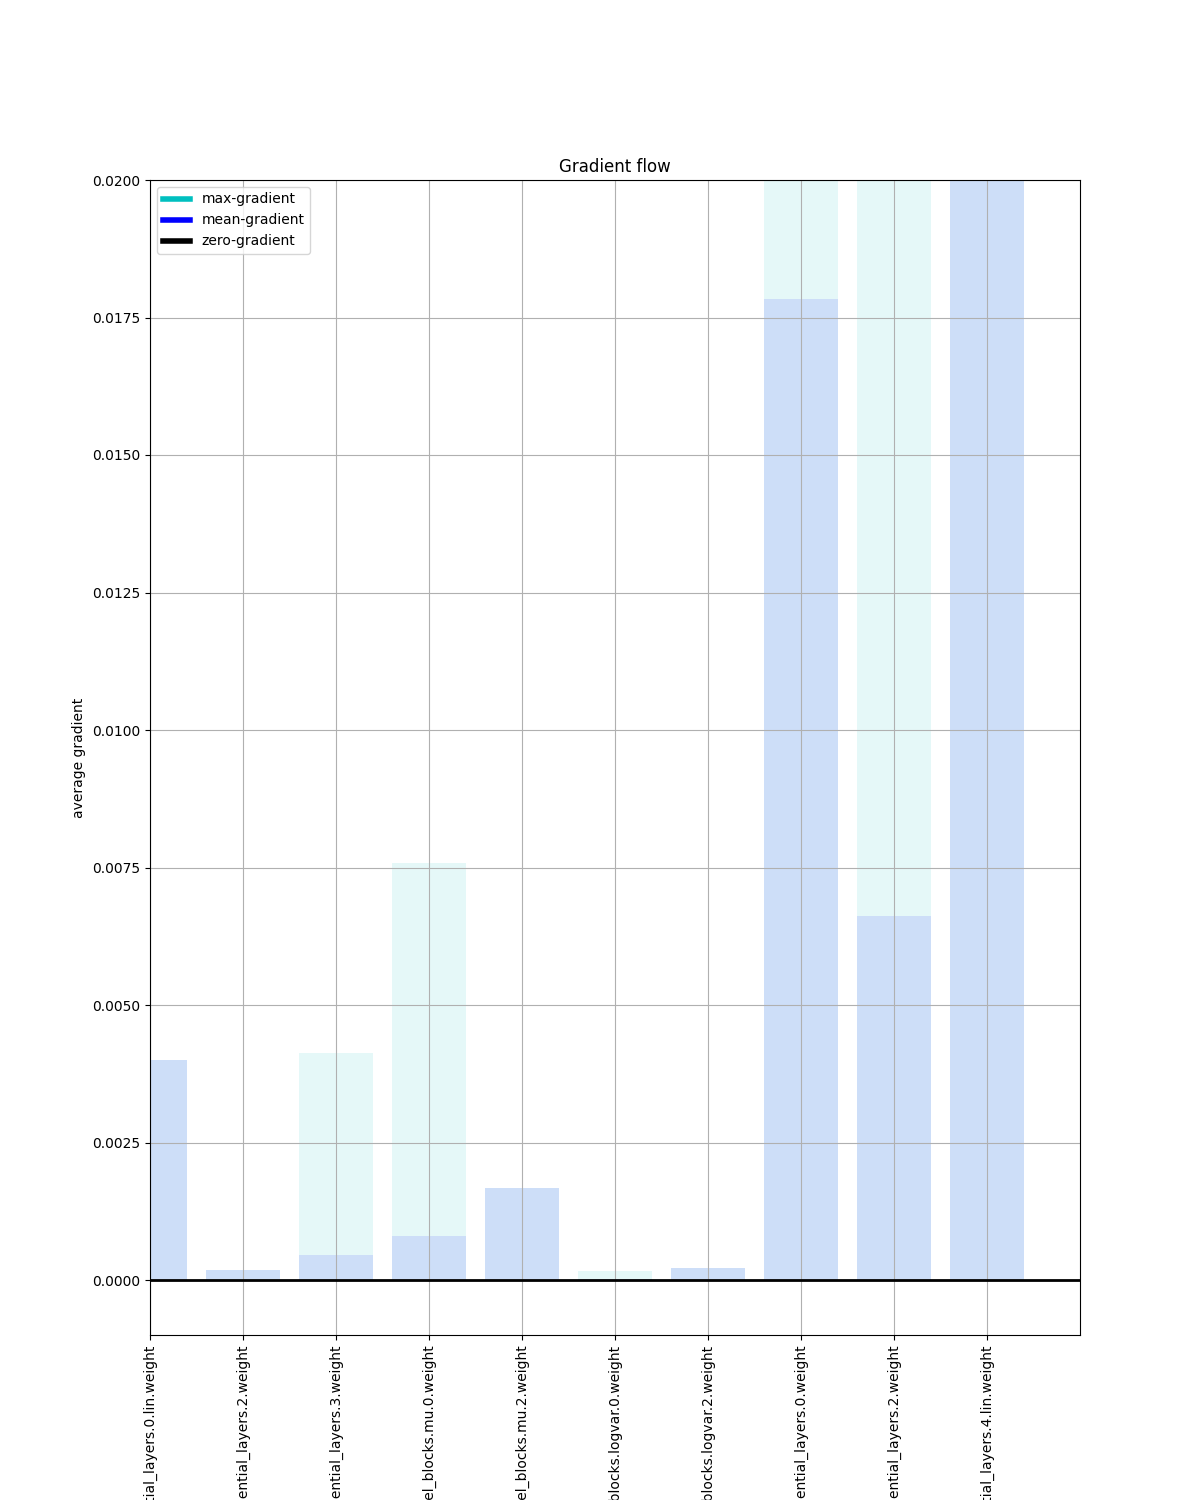 Gradient flow
max-gradient
mean-gradient
zero-gradient
0.0200
0.0175
0.0150
0.0125
0.0100
0.0075
0.0050
0.0025
0.0000
average gradient
tial_layers.0.lin.weight
ential_layers.2.weight
ential_layers.3.weight
el_blocks.mu.0.weight
el_blocks.mu.2.weight
blocks.logvar.0.weight
blocks.logvar.2.weight
ential_layers.0.weight
ential_layers.2.weight
tial_layers.4.lin.weight